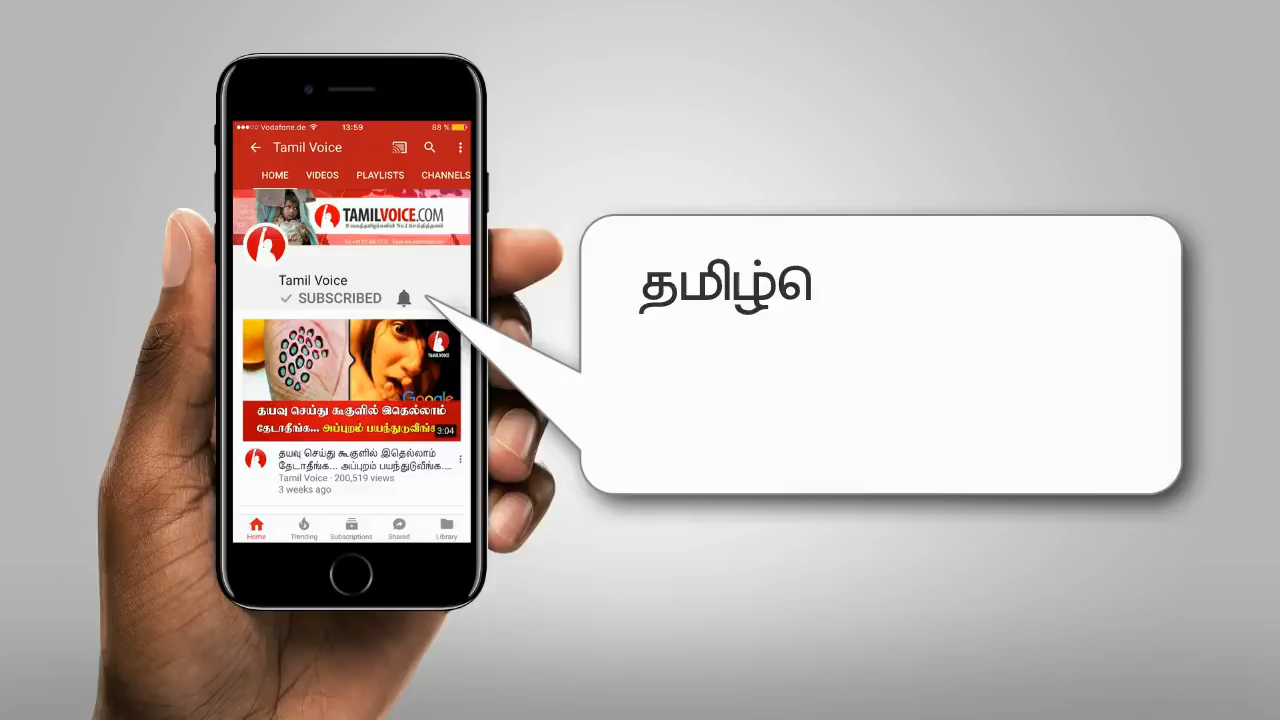 Vodafone.de 13:59 88 %
Tamil Voice
HOME VIDEOS PLAYLISTS CHANNELS
TAMILVOICE.COM
Tamil Voice
SUBSCRIBED
TAMILVOICE
Google
தயவு செய்து கூகுளில் இதெல்லாம்
தேடாதீங்க... அப்புறம் பயந்துடுவீங்க
3:04
தயவு செய்து கூகுளில் இதெல்லாம்
தேடாதீங்க... அப்புறம் பயந்துடுவீங்க....
Tamil Voice · 200,519 views
3 weeks ago
Home Trending Subscriptions Shared Library
தமிழ்வெ